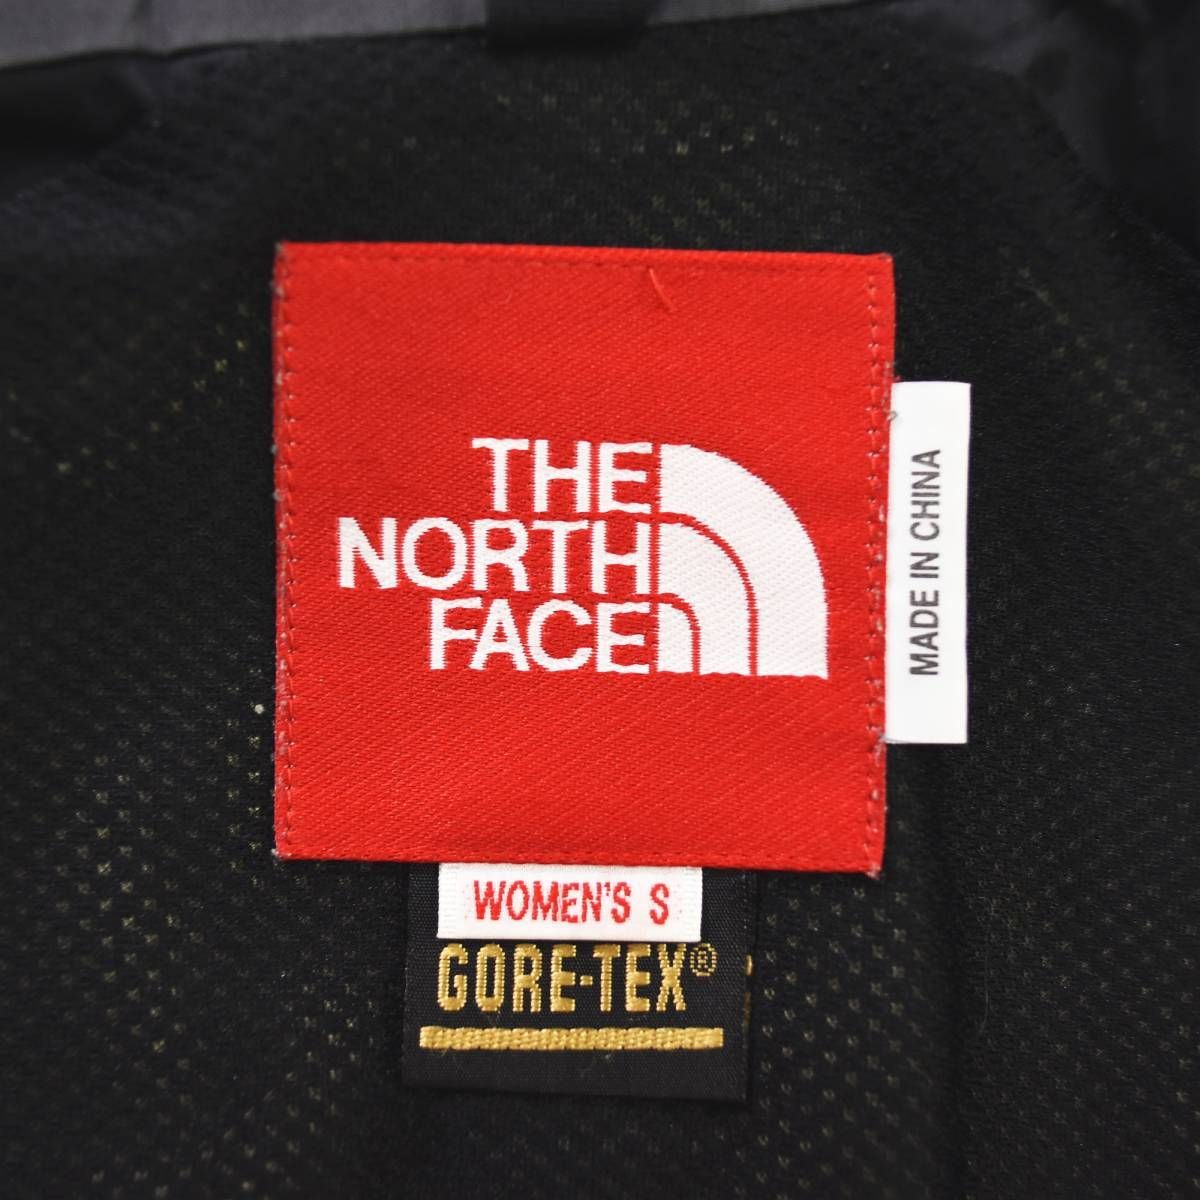 THE
NORTH
FACE
MADE IN CHINA
WOMEN'S S
GORE-TEX®